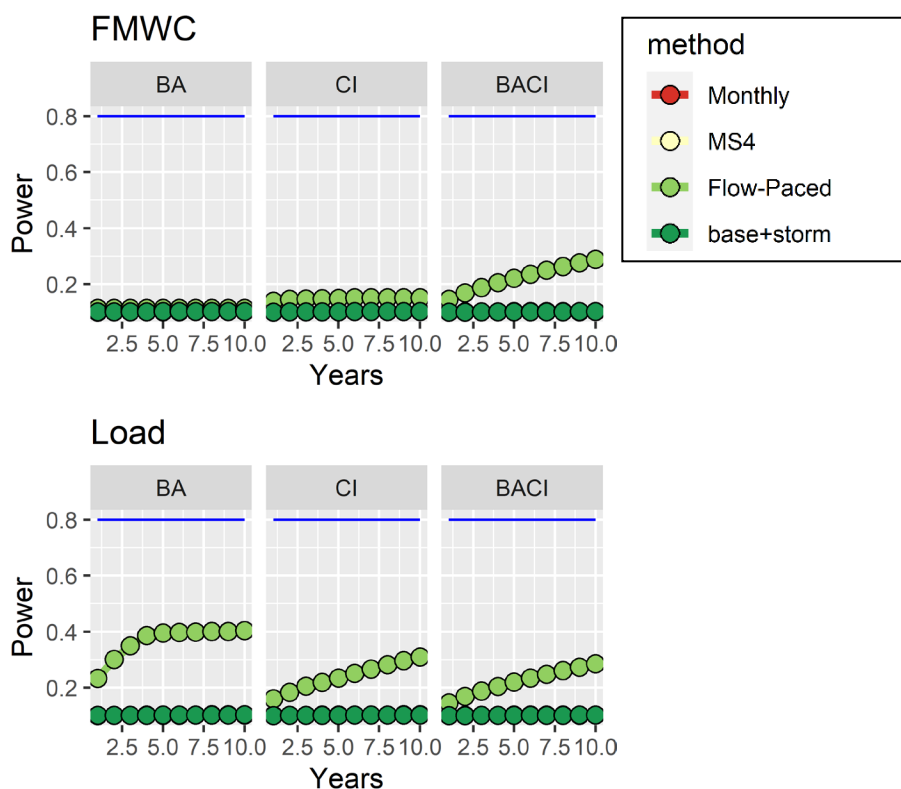 FMWC
BA CI BACI
0.8
0.6
0.4
0.2
Power
2.5 5.0 7.5 10.0 2.5 5.0 7.5 10.0 2.5 5.0 7.5 10.0
Years
method
Monthly
MS4
Flow-Paced
base+storm
Load
BA CI BACI
0.8
0.6
0.4
0.2
Power
2.5 5.0 7.5 10.0 2.5 5.0 7.5 10.0 2.5 5.0 7.5 10.0
Years